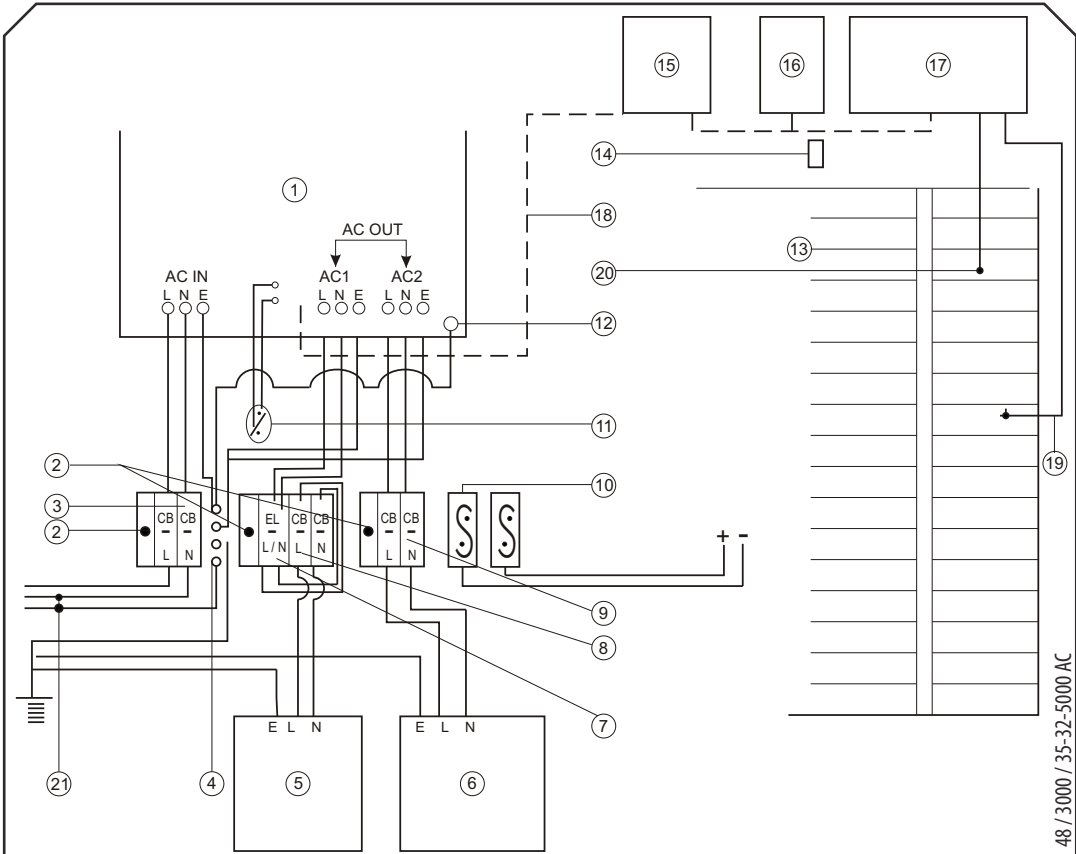 15 16 17
14
1
18
AC OUT
13
AC IN AC1 AC2
20
L N E L N E L N E
12
11
2
19
10
3 CB CB EL CB CB CB CB
+ -
2 - - - - - - -
L N L / N L N L N
9
8
E L N E L N
7
21 4 5 6
48 / 3000 / 35-32-5000 AC